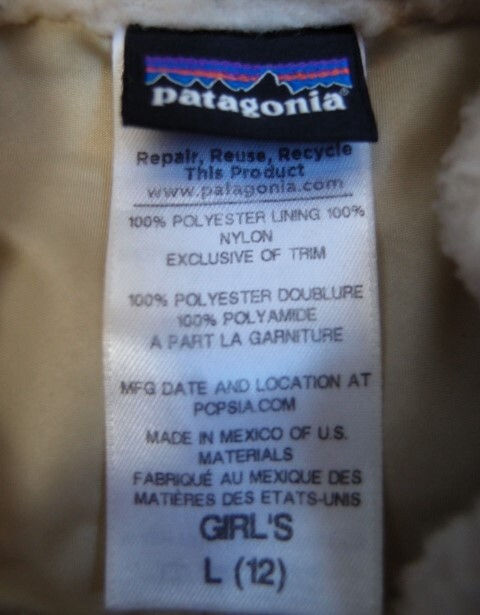 patagonia®
Repair, Reuse, Recycle
This Product
www.patagonia.com
100% POLYESTER LINING 100%
NYLON
EXCLUSIVE OF TRIM
100% POLYESTER DOUBLURE
100% POLYAMIDE
A PART LA GARNITURE
MFG DATE AND LOCATION AT
PCPSIA.COM
MADE IN MEXICO OF U.S.
MATERIALS
FABRIQUÉ AU MEXIQUE DES
MATIÈRES DES ETATS-UNIS
GIRL'S
L (12)